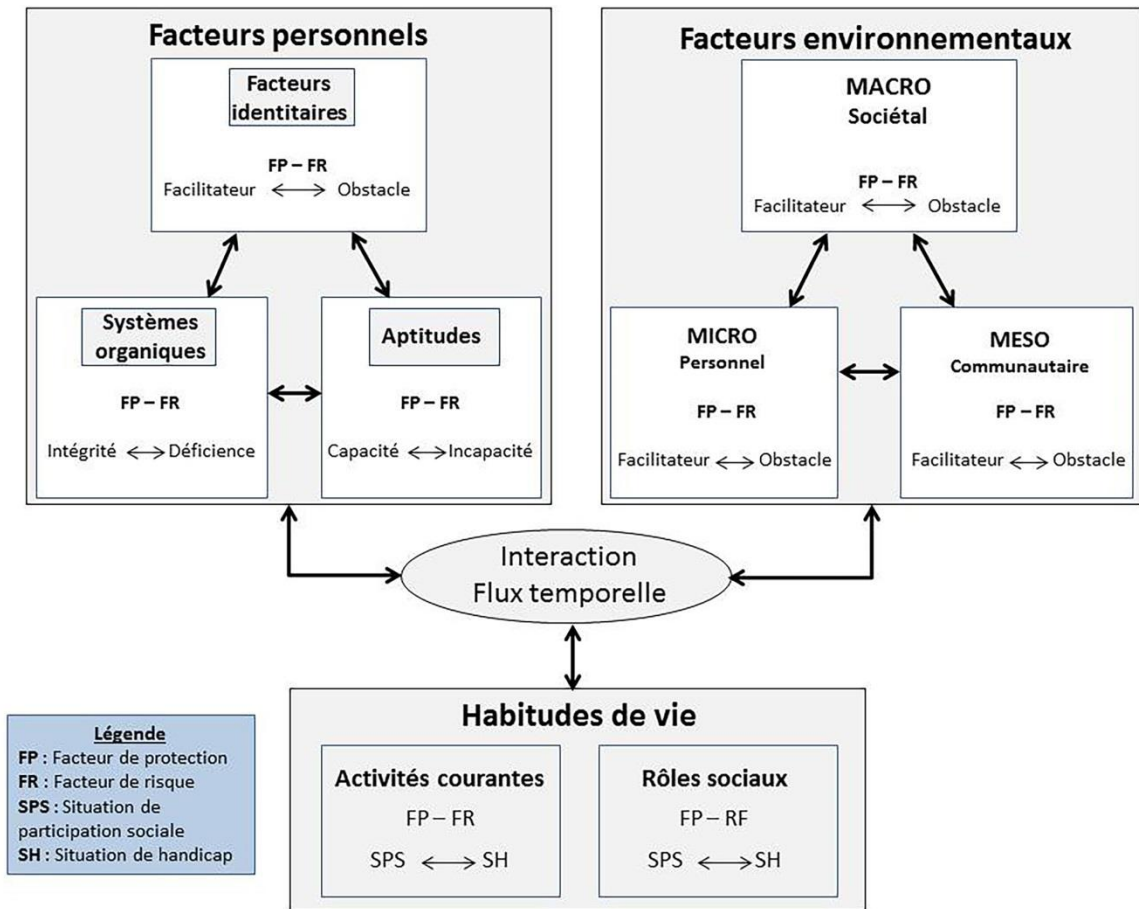 Facteurs personnels
Facteurs
identitaires
FP – FR
Facilitateur Obstacle
Systèmes
organiques
FP – FR
Intégrité Déficience
Aptitudes
FP – FR
Capacité Incapacité
Facteurs environnementaux
MACRO
Sociétal
FP – FR
Facilitateur Obstacle
MICRO
Personnel
FP – FR
Facilitateur Obstacle
MESO
Communautaire
FP – FR
Facilitateur Obstacle
Interaction
Flux temporelle
Habitudes de vie
Activités courantes
FP – FR
SPS SH
Rôles sociaux
FP – RF
SPS SH
Légende
FP : Facteur de protection
FR : Facteur de risque
SPS : Situation de
participation sociale
SH : Situation de handicap